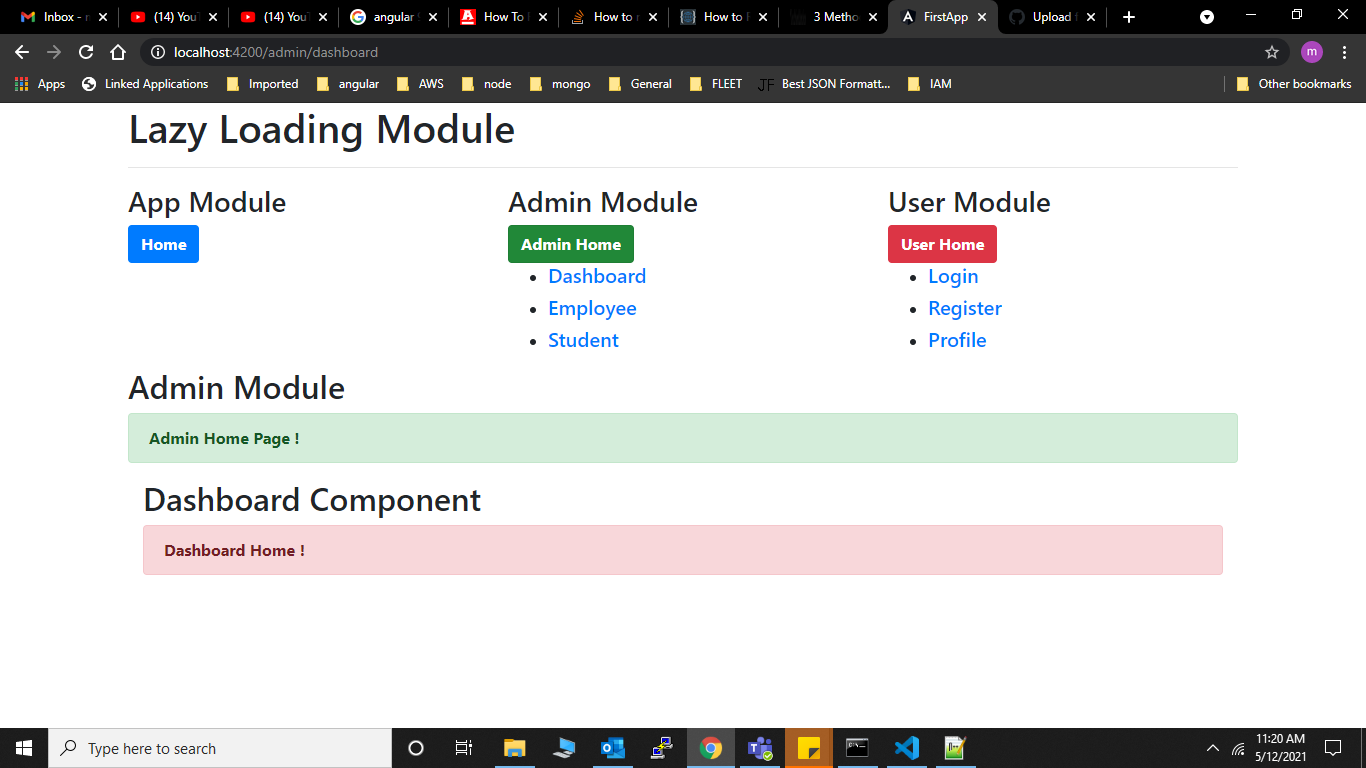 Inbox - r
(14) You
(14) You
angular
How To
How to r
How to F
3 Metho
FirstApp
Upload
localhost:4200/admin/dashboard
m
Apps
Linked Applications
Imported
angular
AWS
node
mongo
General
FLEET
JF
Best JSON Formatt...
IAM
Other bookmarks
Lazy Loading Module
App Module
Admin Module
User Module
Home
Admin Home
User Home
Dashboard
Login
Employee
Register
Student
Profile
Admin Module
Admin Home Page !
Dashboard Component
Dashboard Home !
Type here to search
11:20 AM
5/12/2021